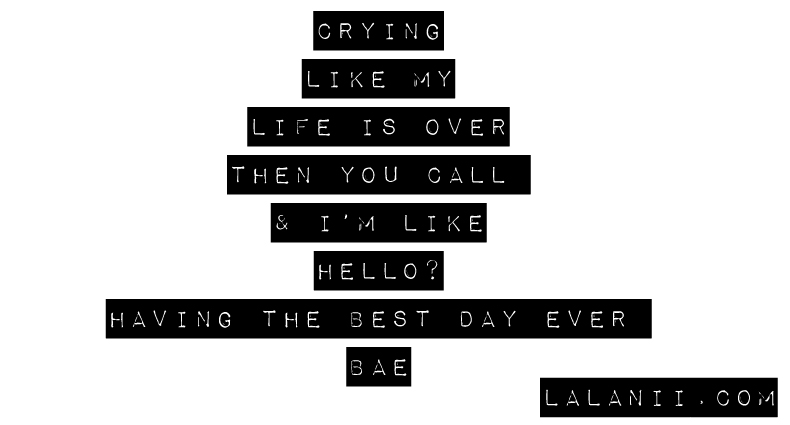 CRYING
LIKE MY
LIFE IS OVER
THEN YOU CALL
& I'M LIKE
HELLO?
HAVING THE BEST DAY EVER
BAE
LALANII.COM